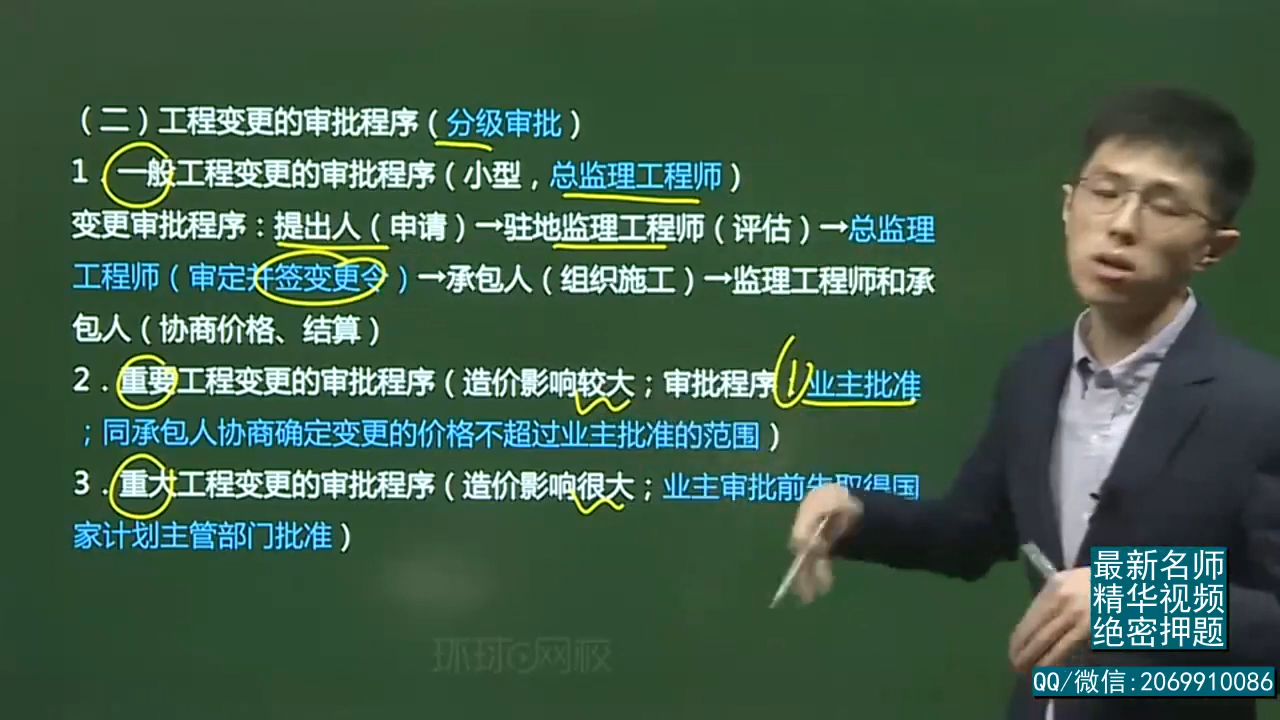 （二）工程变更的审批程序（分级审批）
1．一般工程变更的审批程序（小型，总监理工程师）
变更审批程序：提出人（申请）→驻地监理工程师（评估）→总监理
工程师（审定并签变更令）→承包人（组织施工）→监理工程师和承
包人（协商价格、结算）
2．重要工程变更的审批程序（造价影响较大；审批程序：业主批准
；同承包人协商确定变更的价格不超过业主批准的范围）
3．重大工程变更的审批程序（造价影响很大；业主审批前先取得国
家计划主管部门批准）
环球网校
最新名师
精华视频
绝密押题
QQ/微信:2069910086